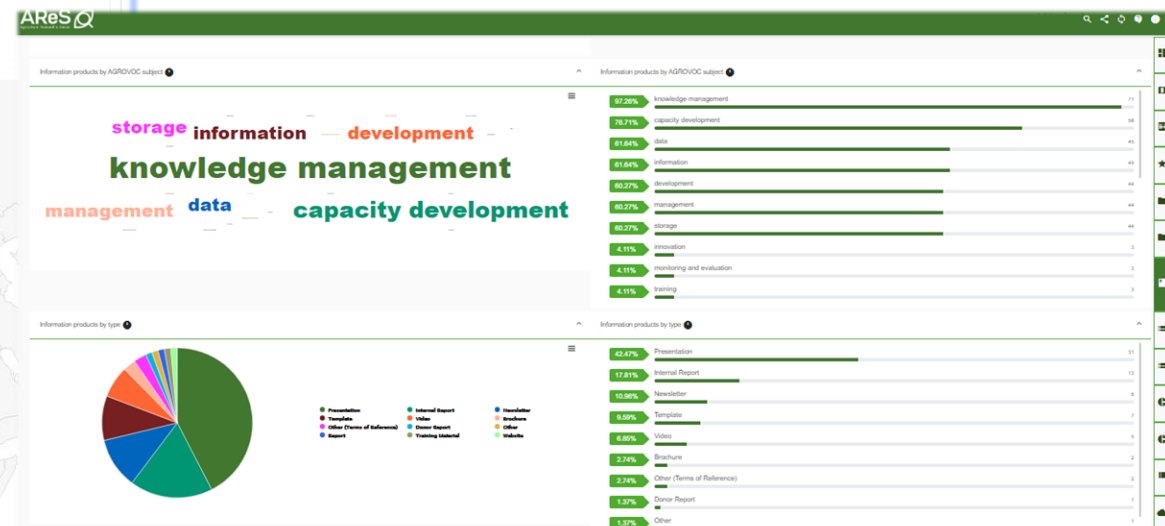 AReS
Information products by AGROVOC subject
storage information development
knowledge management
management data capacity development
Information products by AGROVOC subject
97.26% knowledge management 71
76.71% capacity development 56
61.64% data 45
61.64% information 45
60.27% development 44
60.27% management 44
60.27% storage 44
4.11% innovation 3
4.11% monitoring and evaluation 3
4.11% training 3
Information products by type
Presentation Internal Report Newsletter
Template Video Brochure
Other (Terms of Reference) Donor Report Other
Report Training Material Website
Information products by type
42.47% Presentation 31
17.81% Internal Report 13
10.96% Newsletter 8
9.59% Template 7
6.85% Video 5
2.74% Brochure 2
2.74% Other (Terms of Reference) 2
1.37% Donor Report 1
1.37% Other 1